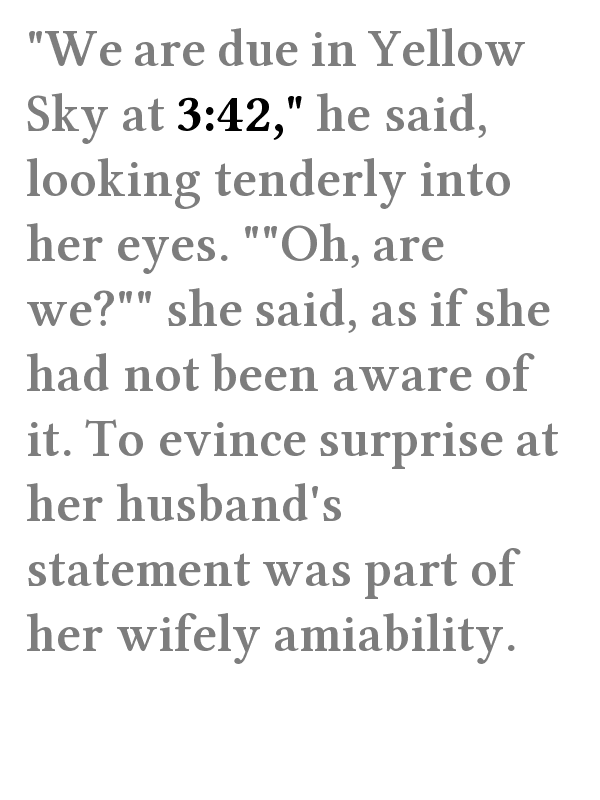 "We are due in Yellow
Sky at 3:42," he said,
looking tenderly into
her eyes. ""Oh, are
we?"" she said, as if she
had not been aware of
it. To evince surprise at
her husband's
statement was part of
her wifely amiability.